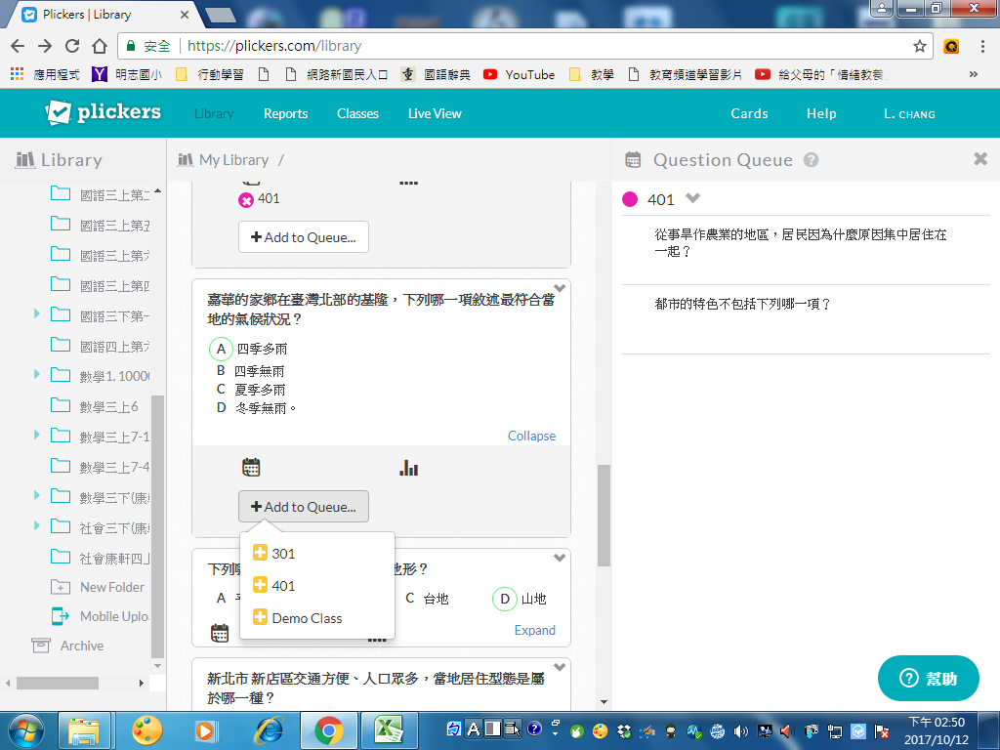 Plickers | Library
安全
https://plickers.com/library
應用程式
明志國小
行動學習
網路新國民入口
國語辭典
YouTube
教學
教育頻道學習影片
給父母的「情緒教養
plickers
Library
Reports
Classes
Live View
Cards
Help
L. CHANG
Library
國語三上第二
國語三上第五
國語三上第六
國語三上第四
國語三下第一
國語四上第六
數學1. 10000
數學三上6
數學三上7-1
數學三上7-4
數學三下(康
社會三下(康
社會康軒四上
New Folder
Mobile Uplo
Archive
My Library /
401
Add to Queue...
嘉華的家鄉在臺灣北部的基隆，下列哪一項敘述最符合當
地的氣候狀況？
A 四季多雨
B 四季無雨
C 夏季多雨
D 冬季無雨。
Collapse
Add to Queue...
301
401
Demo Class
下列哪
地形？
A
C 台地
D 山地
Expand
新北市 新店區交通方便、人口眾多，當地居住型態是屬
於哪一種？
Question Queue ?
401
從事旱作農業的地區，居民因為什麼原因集中居住在
一起？
都市的特色不包括下列哪一項？
幫助
下午 02:50
2017/10/12